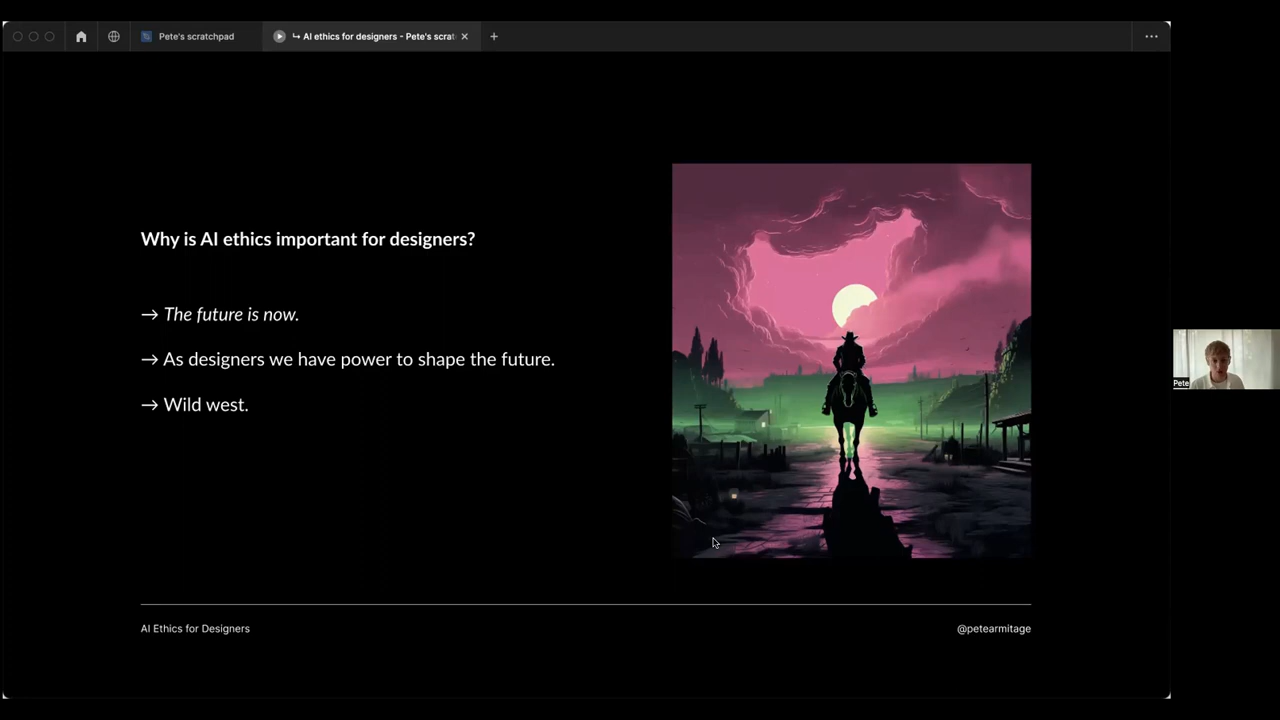 Pete's scratchpad
↳ AI ethics for designers - Pete's scrat
Why is AI ethics important for designers?
→ The future is now.
→ As designers we have power to shape the future.
→ Wild west.
Pete
AI Ethics for Designers
@petearmitage